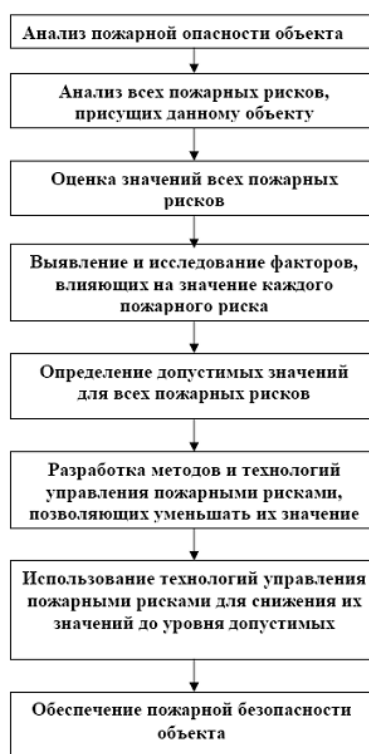 Анализ пожарной опасности объекта
Анализ всех пожарных рисков,
присущих данному объекту
Оценка значений всех пожарных
рисков
Выявление и исследование факторов,
влияющих на значение каждого
пожарного риска
Определение допустимых значений
для всех пожарных рисков
Разработка методов и технологий
управления пожарными рисками,
позволяющих уменьшать их значение
Использование технологий управления
пожарными рисками для снижения их
значений до уровня допустимых
Обеспечение пожарной безопасности
объекта